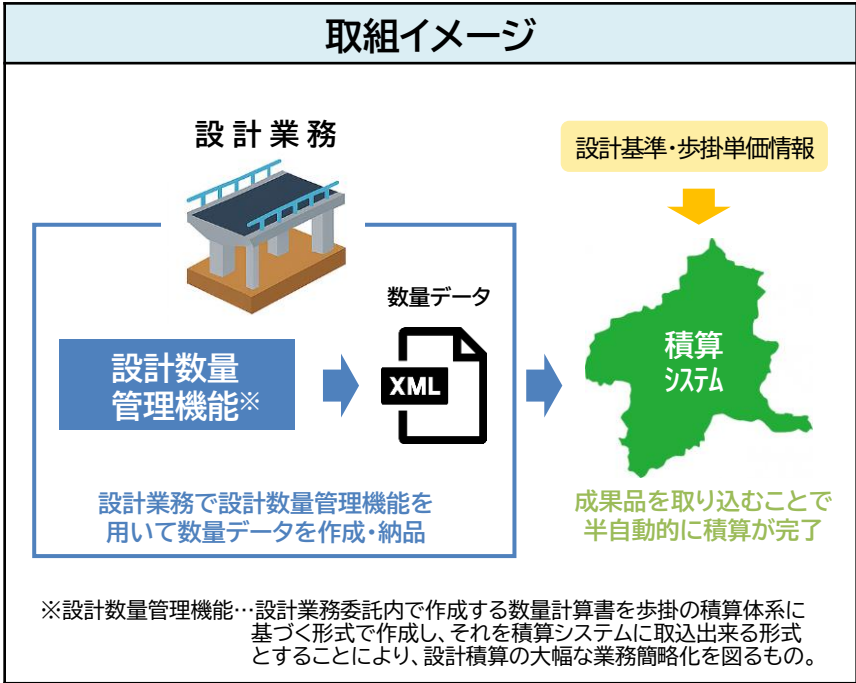 取組イメージ
設計業務
設計基準・歩掛単価情報
数量データ
設計数量
管理機能※
XML
積算
システム
設計業務で設計数量管理機能を
用いて数量データを作成・納品
成果品を取り込むことで
半自動的に積算が完了
※設計数量管理機能…設計業務委託内で作成する数量計算書を歩掛の積算体系に
基づく形式で作成し、それを積算システムに取込出来る形式
とすることにより、設計積算の大幅な業務簡略化を図るもの。